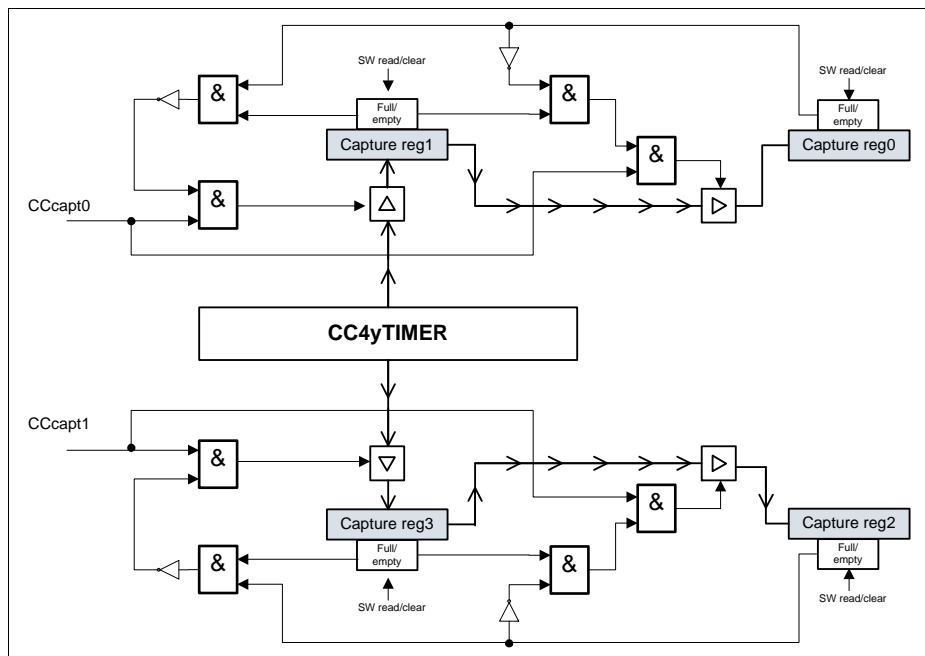 SW read/clear
SW read/clear
&
Full/
empty
&
Full/
empty
Capture reg1
&
Capture reg0
&
CCcapt0
CC4yTIMER
CCcapt1
&
&
Capture reg3
Capture reg2
Full/
empty
&
&
Full/
empty
SW read/clear
SW read/clear